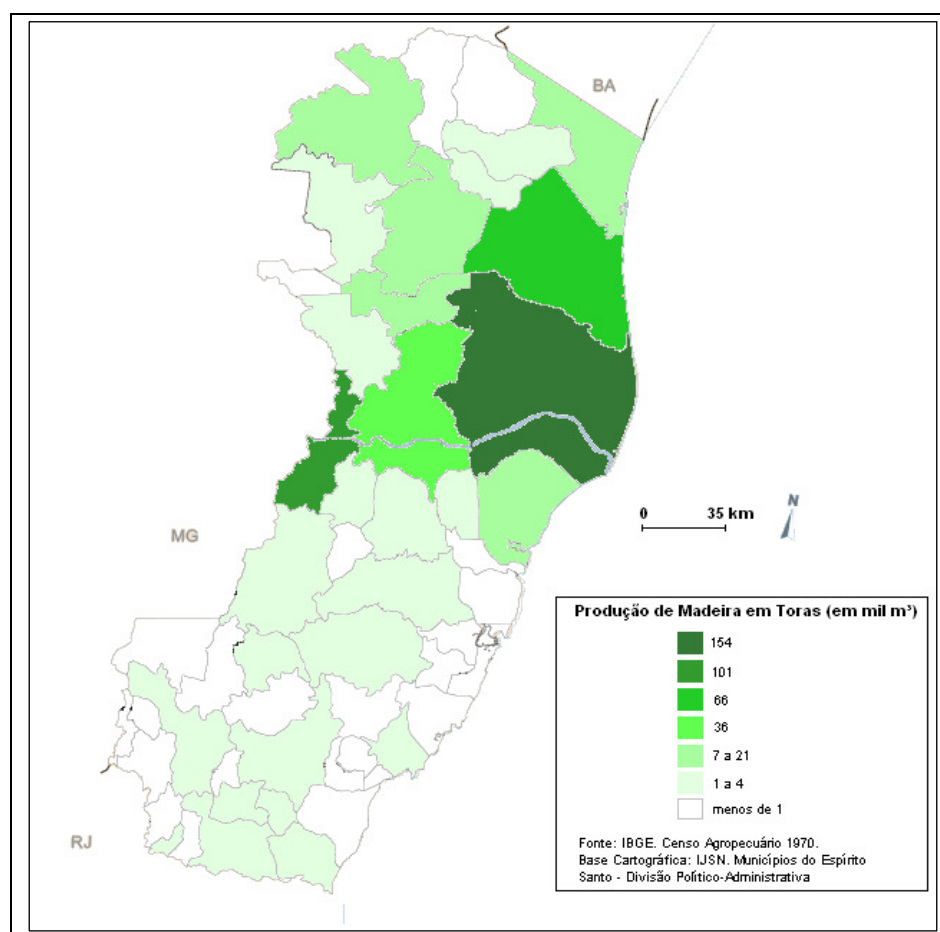 BA
N
0 35 km
MG
Produção de Madeira em Toras (em mil m³)
154
101
66
36
7 a 21
1 a 4
menos de 1
RJ
Fonte: IBGE. Censo Agropecuário 1970.
Base Cartográfica: IJSN. Municípios do Espírito
Santo - Divisão Político-Administrativa